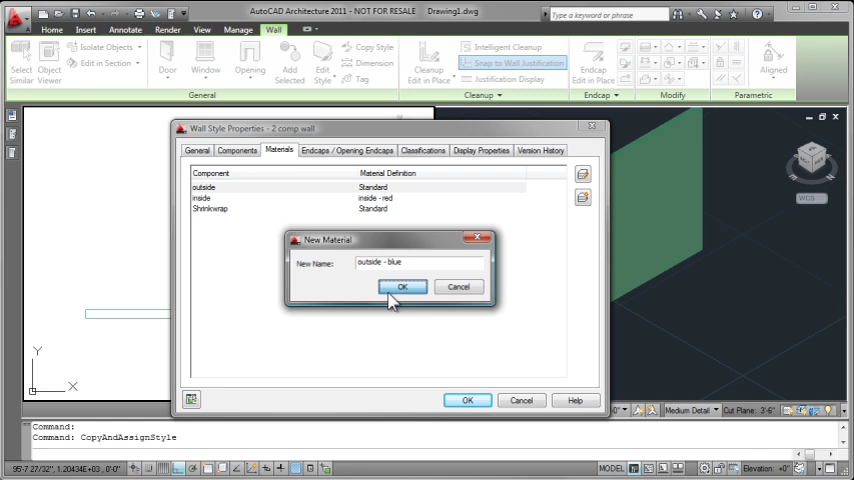 AutoCAD Architecture 2011 - NOT FOR RESALE Drawing1.dwg
Type a keyword or phrase
Home Insert Annotate Render View Manage Wall
Isolate Objects
Edit in Section
Select Similar
Object Viewer
Door
Window
Opening
Add Selected
Edit Style
Copy Style
Dimension
Tag
General
Cleanup Edit in Place
Intelligent Cleanup
Snap to Wall Justification
Justification Display
Cleanup
Endcap Edit in Place
Endcap
Modify
Aligned
Parametric
Wall Style Properties - 2 comp wall
General Components Materials Endcaps / Opening Endcaps Classifications Display Properties Version History
Component Material Definition
outside Standard
inside inside - red
Shrinkwrap Standard
New Material
New Name: outside - blue
OK Cancel
OK Cancel Help
WCS
Y
X
Medium Detail Cut Plane: 3'-6"
Command:
Command: CopyAndAssignStyle
95'-7 27/32", 1.20434E+03, 0'-0"
MODEL
Elevation: +0"